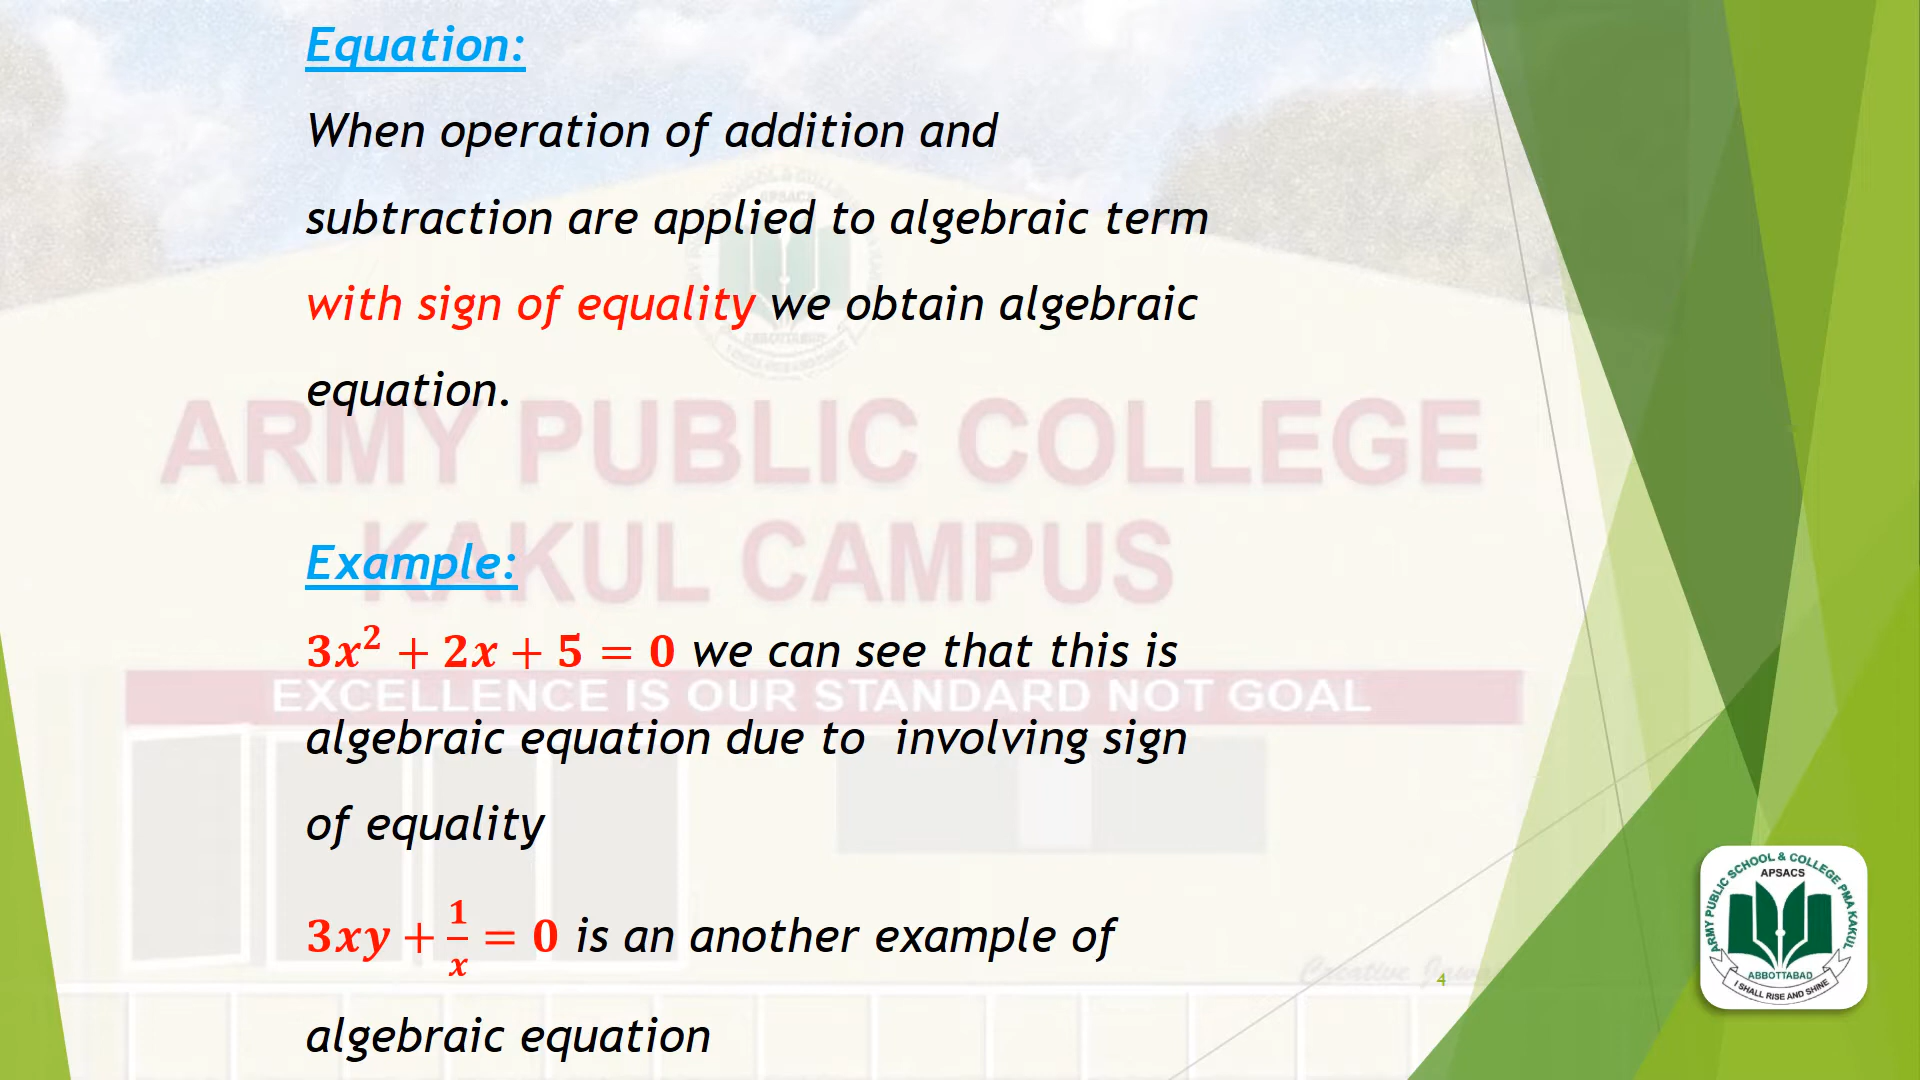 Equation:
When operation of addition and
subtraction are applied to algebraic term
with sign of equality we obtain algebraic
equation.
ARMY PUBLIC COLLEGE
KAKUL CAMPUS
Example:
3x² + 2x + 5 = 0 we can see that this is
EXCELLENCE IS OUR STANDARD NOT GOAL
algebraic equation due to involving sign
of equality
3xy + 1/x = 0 is an another example of
algebraic equation
4
ARMY PUBLIC SCHOOL & COLLEGE PMA KAKUL
APSACS
ABBOTTABAD
I SHALL RISE AND SHINE